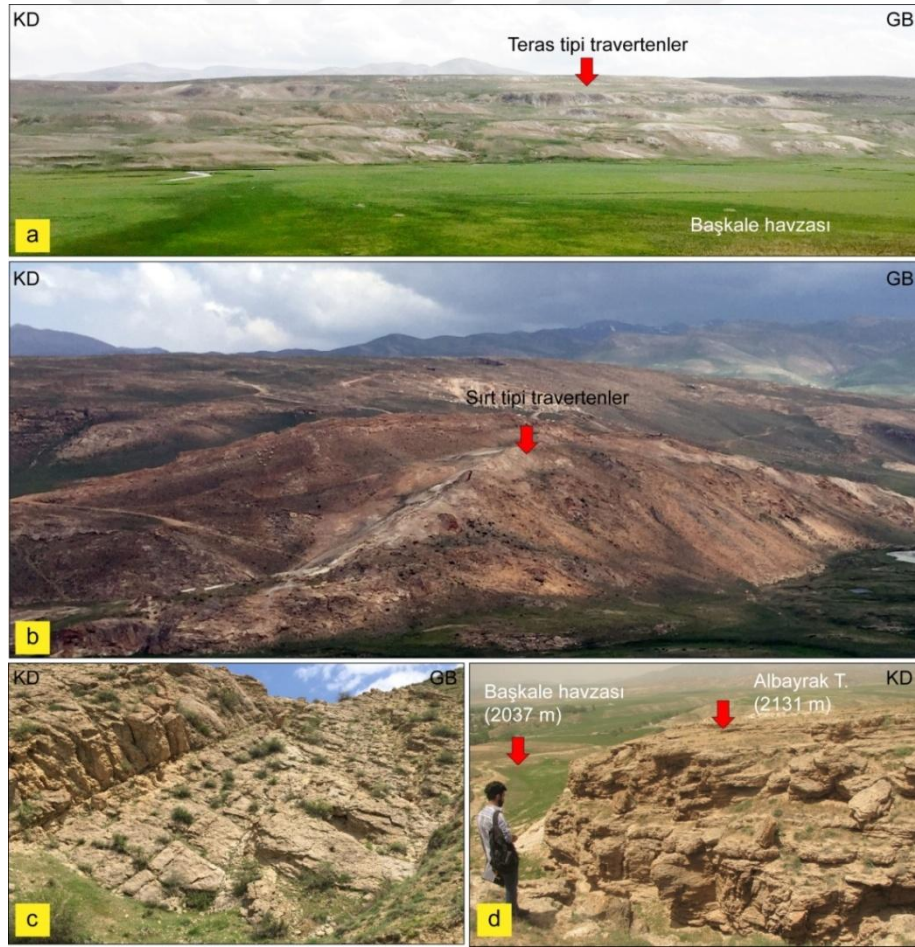 KD GB
Teras tipi travertenler
Başkale havzası
a
KD GB
Sırt tipi travertenler
b
KD GB
c
KD
Başkale havzası
(2037 m)
Albayrak T.
(2131 m)
d